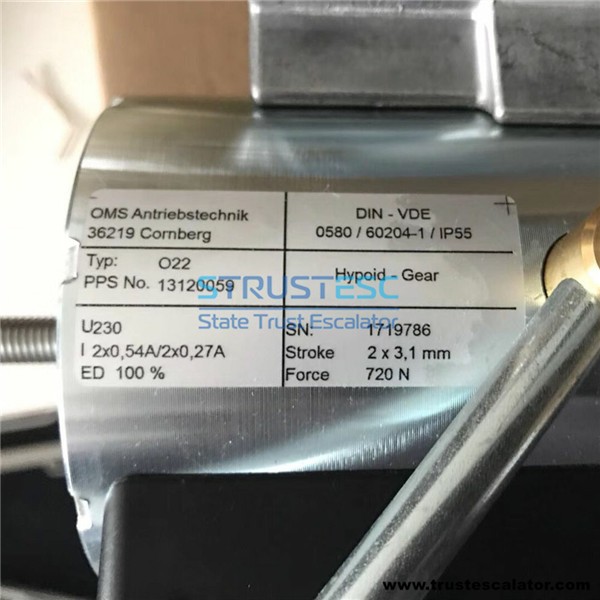 OMS Antriebstechnik
36219 Cornberg
DIN - VDE
0580 / 60204-1 / IP55
Typ: O22
PPS No. 13120059
Hypoid - Gear
STRUSTESC
State Trust Escalator
U230
I 2x0,54A/2x0,27A
ED 100 %
SN: 1719786
Stroke 2 x 3,1 mm
Force 720 N
www.trustescalator.com